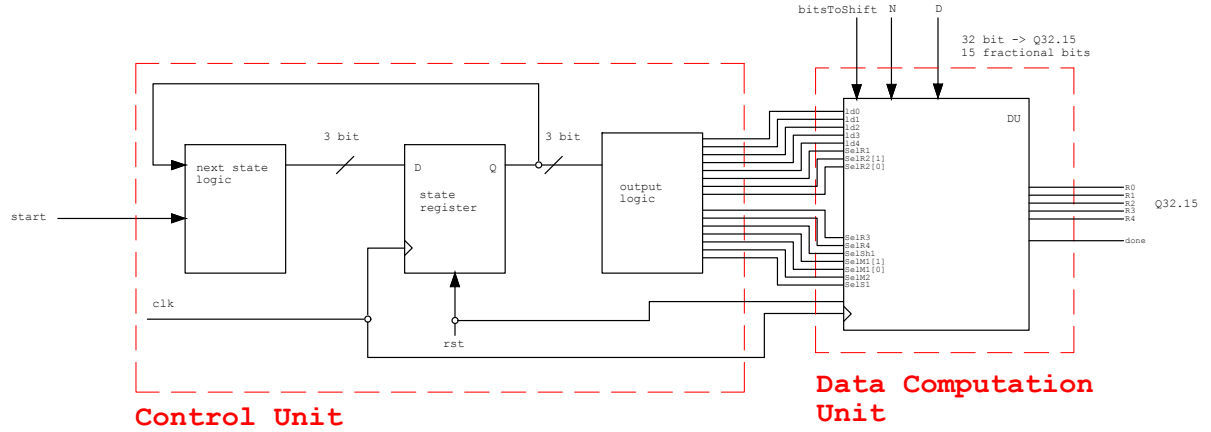 bitsToShift N D
32 bit -> Q32.15
15 fractional bits
3 bit
3 bit
next state
logic
D
Q
state
register
output
logic
start
clk
rst
ld0
ld1
ld2
ld3
ld4
SelR1
SelR2[1]
SelR2[0]
SelR3
SelR4
SelSh1
SelM1[1]
SelM1[0]
SelM2
SelS1
DU
R0
R1
R2
R3
R4
Q32.15
done
Control Unit
Data Computation
Unit